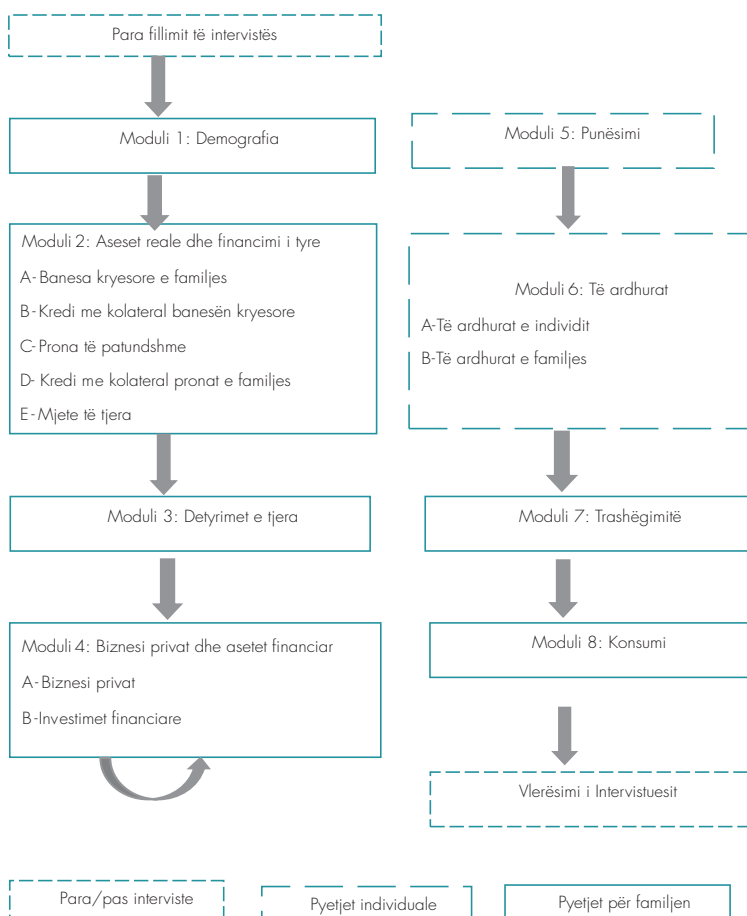 Para fillimit të intervistës
Moduli 1: Demografia
Moduli 2: Aseset reale dhe financimi i tyre
A-Banesa kryesore e familjes
B-Kredi me kolateral banesën kryesore
C-Prona të patundshme
D- Kredi me kolateral pronat e familjes
E-Mjete të tjera
Moduli 3: Detyrimet e tjera
Moduli 4: Biznesi privat dhe asetet financiar
A-Biznesi privat
B-Investimet financiare
Moduli 5: Punësimi
Moduli 6: Të ardhurat
A-Të ardhurat e individit
B-Të ardhurat e familjes
Moduli 7: Trashëgimitë
Moduli 8: Konsumi
Vlerësimi i Intervistuesit
Para/pas interviste
Pyetjet individuale
Pyetjet për familjen